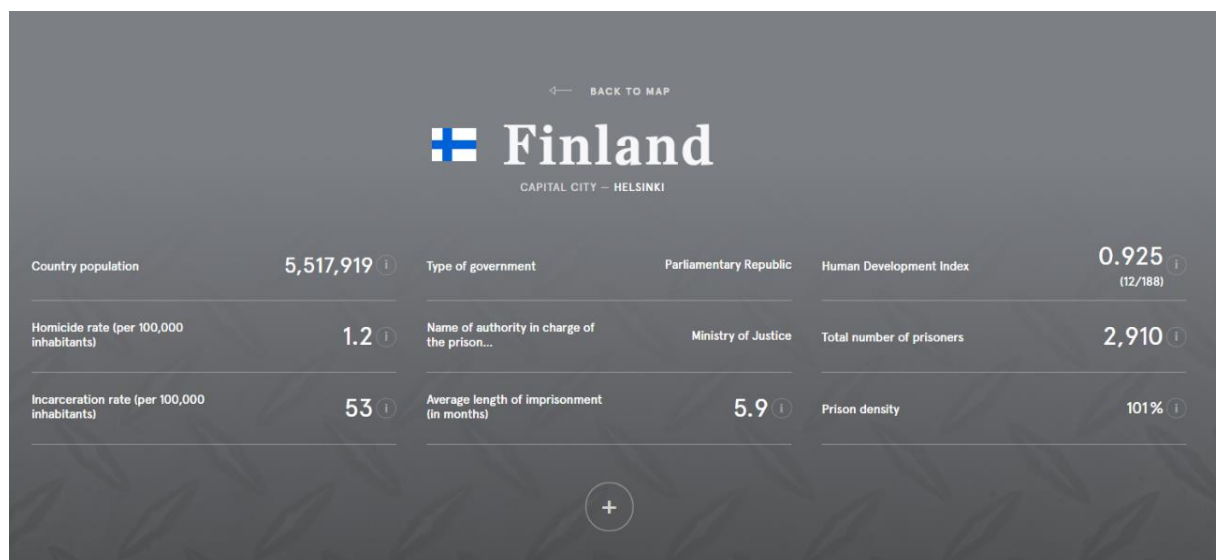 BACK TO MAP
Finland
CAPITAL CITY — HELSINKI
Country population
5,517,919
Type of government
Parliamentary Republic
Human Development Index
0.925
(12/188)
Homicide rate (per 100,000
inhabitants)
1.2
Name of authority in charge of
the prison...
Ministry of Justice
Total number of prisoners
2,910
Incarceration rate (per 100,000
inhabitants)
53
Average length of imprisonment
(in months)
5.9
Prison density
101%